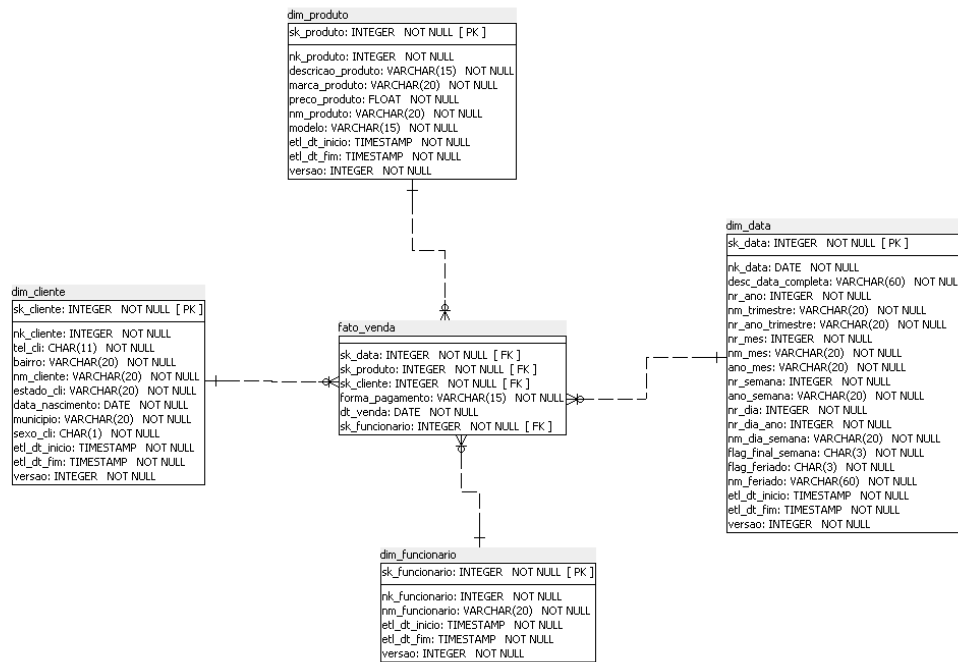 dim_produto
sk_produto: INTEGER NOT NULL [ PK ]
nk_produto: INTEGER NOT NULL
descricao_produto: VARCHAR(15) NOT NULL
marca_produto: VARCHAR(20) NOT NULL
preco_produto: FLOAT NOT NULL
nm_produto: VARCHAR(20) NOT NULL
modelo: VARCHAR(15) NOT NULL
etl_dt_inicio: TIMESTAMP NOT NULL
etl_dt_fim: TIMESTAMP NOT NULL
versao: INTEGER NOT NULL
dim_cliente
sk_cliente: INTEGER NOT NULL [ PK ]
nk_cliente: INTEGER NOT NULL
tel_cli: CHAR(11) NOT NULL
bairro: VARCHAR(20) NOT NULL
nm_cliente: VARCHAR(20) NOT NULL
estado_cli: VARCHAR(20) NOT NULL
data_nascimento: DATE NOT NULL
municipio: VARCHAR(20) NOT NULL
sexo_cli: CHAR(1) NOT NULL
etl_dt_inicio: TIMESTAMP NOT NULL
etl_dt_fim: TIMESTAMP NOT NULL
versao: INTEGER NOT NULL
fato_venda
sk_data: INTEGER NOT NULL [ FK ]
sk_produto: INTEGER NOT NULL [ FK ]
sk_cliente: INTEGER NOT NULL [ FK ]
forma_pagamento: VARCHAR(15) NOT NULL
dt_venda: DATE NOT NULL
sk_funcionario: INTEGER NOT NULL [ FK ]
dim_data
sk_data: INTEGER NOT NULL [ PK ]
nk_data: DATE NOT NULL
desc_data_completa: VARCHAR(60) NOT NULL
nr_ano: INTEGER NOT NULL
nm_trimestre: VARCHAR(20) NOT NULL
nr_ano_trimestre: VARCHAR(20) NOT NULL
nr_mes: INTEGER NOT NULL
nm_mes: VARCHAR(20) NOT NULL
ano_mes: VARCHAR(20) NOT NULL
nr_semana: INTEGER NOT NULL
ano_semana: VARCHAR(20) NOT NULL
nr_dia: INTEGER NOT NULL
nr_dia_ano: INTEGER NOT NULL
nm_dia_semana: VARCHAR(20) NOT NULL
flag_final_semana: CHAR(3) NOT NULL
flag_feriado: CHAR(3) NOT NULL
nm_feriado: VARCHAR(60) NOT NULL
etl_dt_inicio: TIMESTAMP NOT NULL
etl_dt_fim: TIMESTAMP NOT NULL
versao: INTEGER NOT NULL
dim_funcionario
sk_funcionario: INTEGER NOT NULL [ PK ]
nk_funcionario: INTEGER NOT NULL
nm_funcionario: VARCHAR(20) NOT NULL
etl_dt_inicio: TIMESTAMP NOT NULL
etl_dt_fim: TIMESTAMP NOT NULL
versao: INTEGER NOT NULL